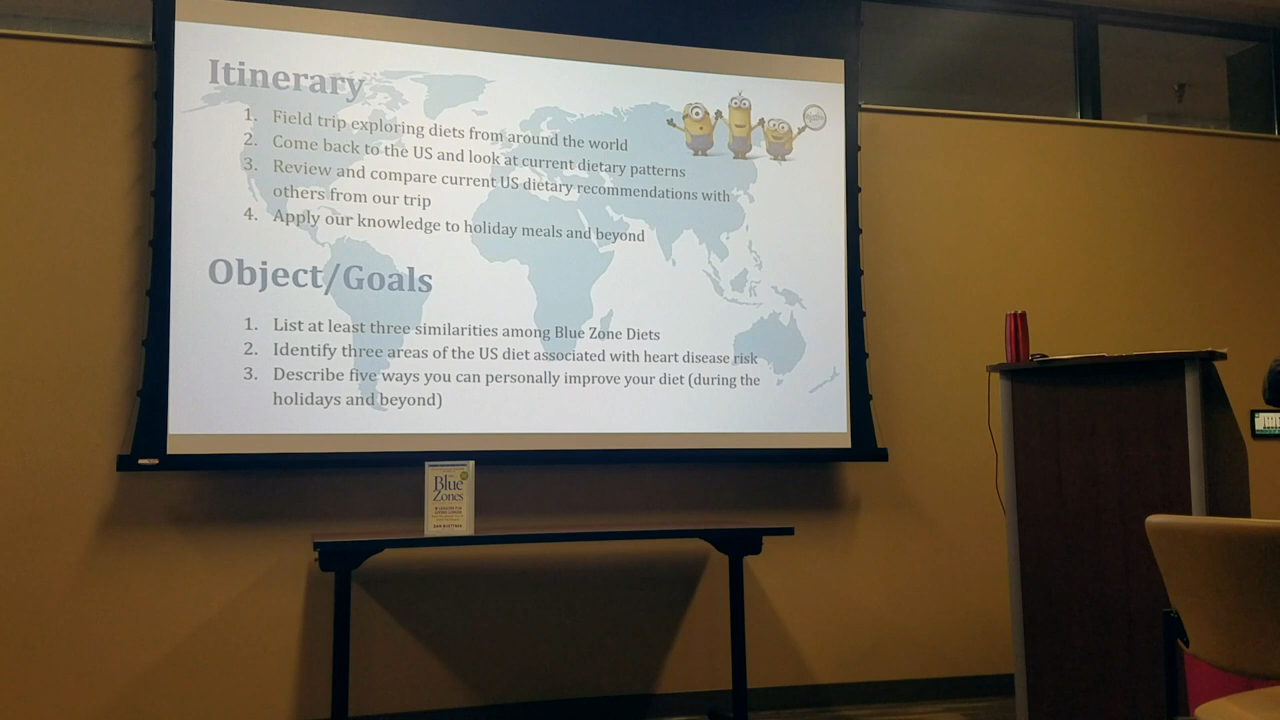 Itinerary
1. Field trip exploring diets from around the world
2. Come back to the US and look at current dietary patterns
3. Review and compare current US dietary recommendations with
others from our trip
4. Apply our knowledge to holiday meals and beyond
Object/Goals
1. List at least three similarities among Blue Zone Diets
2. Identify three areas of the US diet associated with heart disease risk
3. Describe five ways you can personally improve your diet (during the
holidays and beyond)
Blue
Zones
DAN BUETTNER